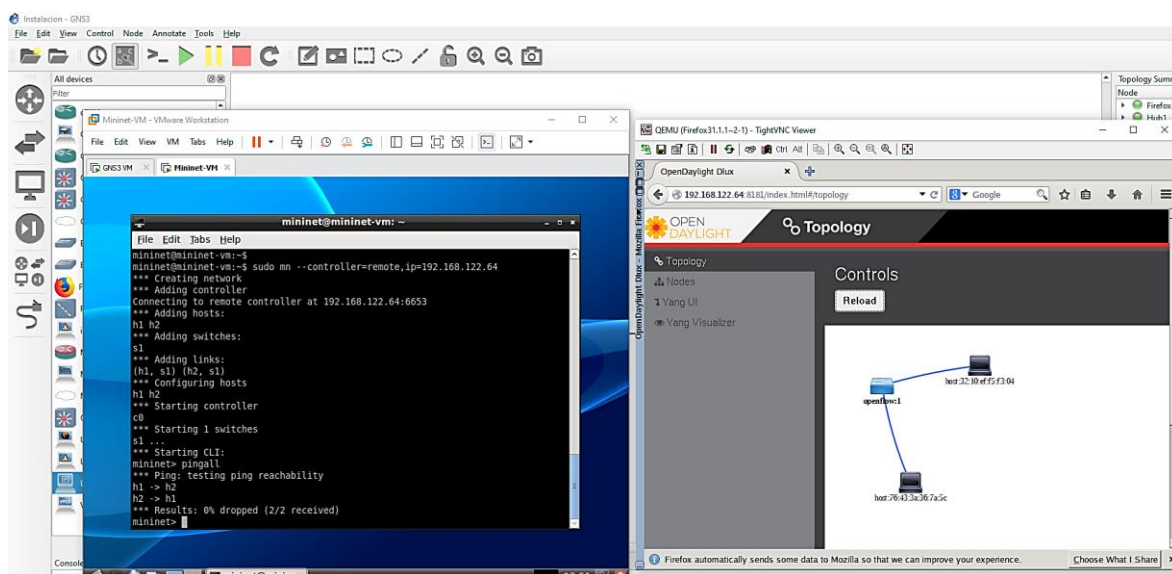 Instalacion - GNS3
File Edit View Control Node Annotate Tools Help
All devices
Filter
Topology Summ
Node
Firefox
Hub1
Mininet-VM - VMware Workstation
File Edit View VM Tabs Help
GNS3 VM
Mininet-VM
mininet@mininet-vm: ~
File Edit Tabs Help
mininet@mininet-vm:~$
mininet@mininet-vm:~$ sudo mn --controller=remote,ip=192.168.122.64
*** Creating network
*** Adding controller
Connecting to remote controller at 192.168.122.64:6653
*** Adding hosts:
h1 h2
*** Adding switches:
s1
*** Adding links:
(h1, s1) (h2, s1)
*** Configuring hosts
h1 h2
*** Starting controller
c0
*** Starting 1 switches
s1 ...
*** Starting CLI:
mininet> pingall
*** Ping: testing ping reachability
h1 -> h2
h2 -> h1
*** Results: 0% dropped (2/2 received)
mininet>
Console
QEMU (Firefox31.1.1~2-1) - TightVNC Viewer
Ctrl Alt
OpenDaylight Dlux - Mozilla Firefox
OpenDaylight Dlux
192.168.122.64:8181/index.html#/topology
Google
OPEN
DAYLIGHT
Topology
Topology
Nodes
Yang UI
Yang Visualizer
Controls
Reload
host:32:10:ef:f5:f3:04
openflow:1
host:76:43:3a:36:7a:5c
Firefox automatically sends some data to Mozilla so that we can improve your experience.
Choose What I Share